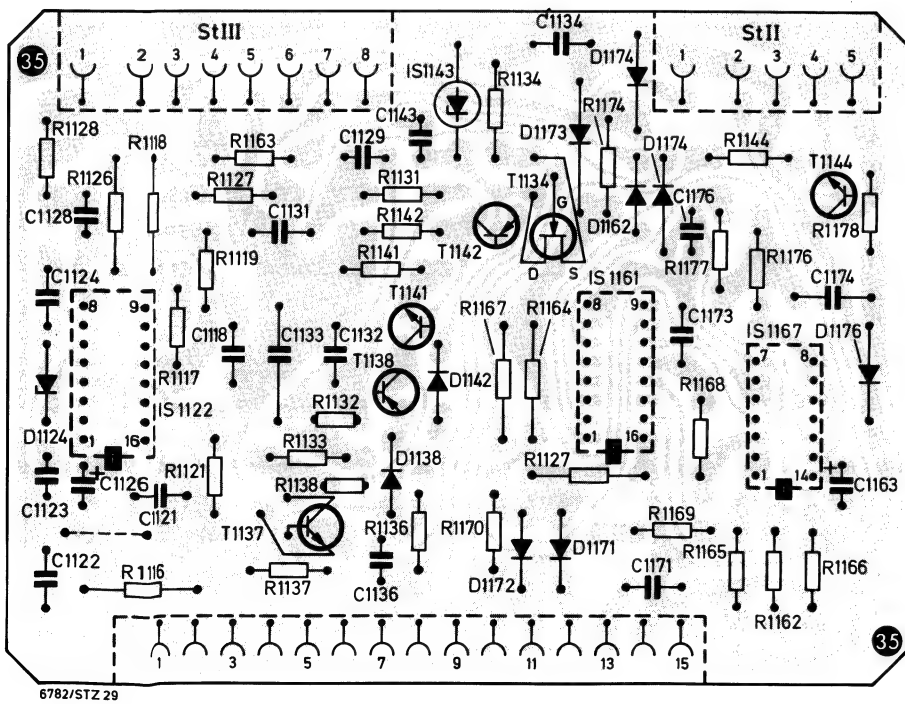 StIII
StII
35
1 2 3 4 5 6 7 8
1 2 3 4 5
C1134
D1174
IS1143
R1134
R1174
C1143
D1173
D1174
R1144
R1128
R1118
R1163
C1129
R1126
R1127
R1131
T1134
T1144
C1128
C1131
R1142
G
C1176
T1142
D1162
R1178
D S
R1119
R1141
R1177
R1176
C1124
T1141
R1167
R1164
IS1161
C1174
8 9
8 9
C1173
IS1167
D1176
C1118
C1133
C1132
T1138
7 8
R1117
D1142
R1168
IS1122
R1132
D1124
1 16
R1133
D1138
R1127
1 16
C1123
+
C1126
R1121
R1138
1 14
+
C1163
C1121
T1137
R1136
R1170
R1169
C1122
R1116
R1137
C1136
D1172
D1171
C1171
R1165
R1166
R1162
1 3 5 7 9 11 13 15
35
6782/STZ 29